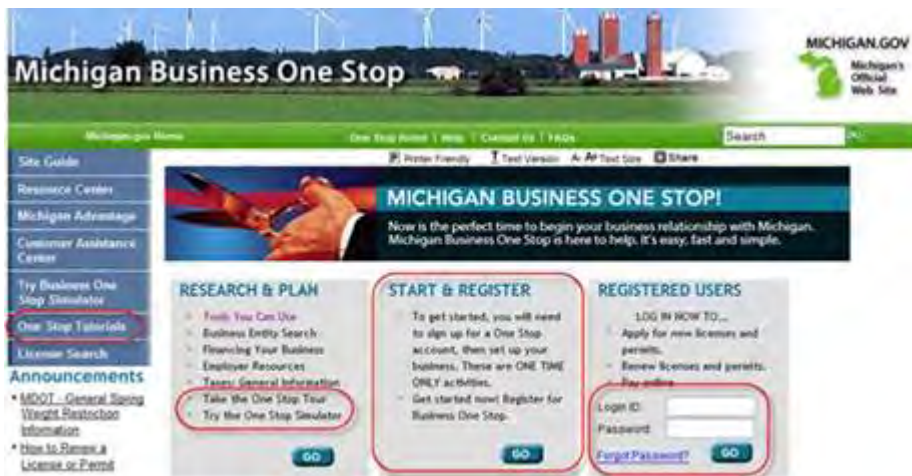 Michigan Business One Stop
MICHIGAN.GOV
Michigan's
Official
Web Site
Michigan.gov Home
One Stop Home | Help | Contact Us | FAQs
Search
Printer Friendly Text Version A- A+ Text Size Share
Site Guide
Resource Center
Michigan Advantage
Customer Assistance
Center
Try Business One
Stop Simulator
One Stop Tutorials
License Search
Announcements
MDOT - General Spring
Weight Restriction
Information
How to Renew a
License or Permit
MICHIGAN BUSINESS ONE STOP!
Now is the perfect time to begin your business relationship with Michigan.
Michigan Business One Stop is here to help. It's easy, fast and simple.
RESEARCH & PLAN
Tools You Can Use
Business Entity Search
Financing Your Business
Employer Resources
Taxes: General Information
Take the One Stop Tour
Try the One Stop Simulator
GO
START & REGISTER
To get started, you will need
to sign up for a One Stop
account, then set up your
business. These are ONE TIME
ONLY activities.
Get started now! Register for
Business One Stop.
GO
REGISTERED USERS
LOG IN NOW TO...
Apply for new licenses and
permits.
Renew licenses and permits.
Pay online
Login ID:
Password:
Forgot Password?
GO